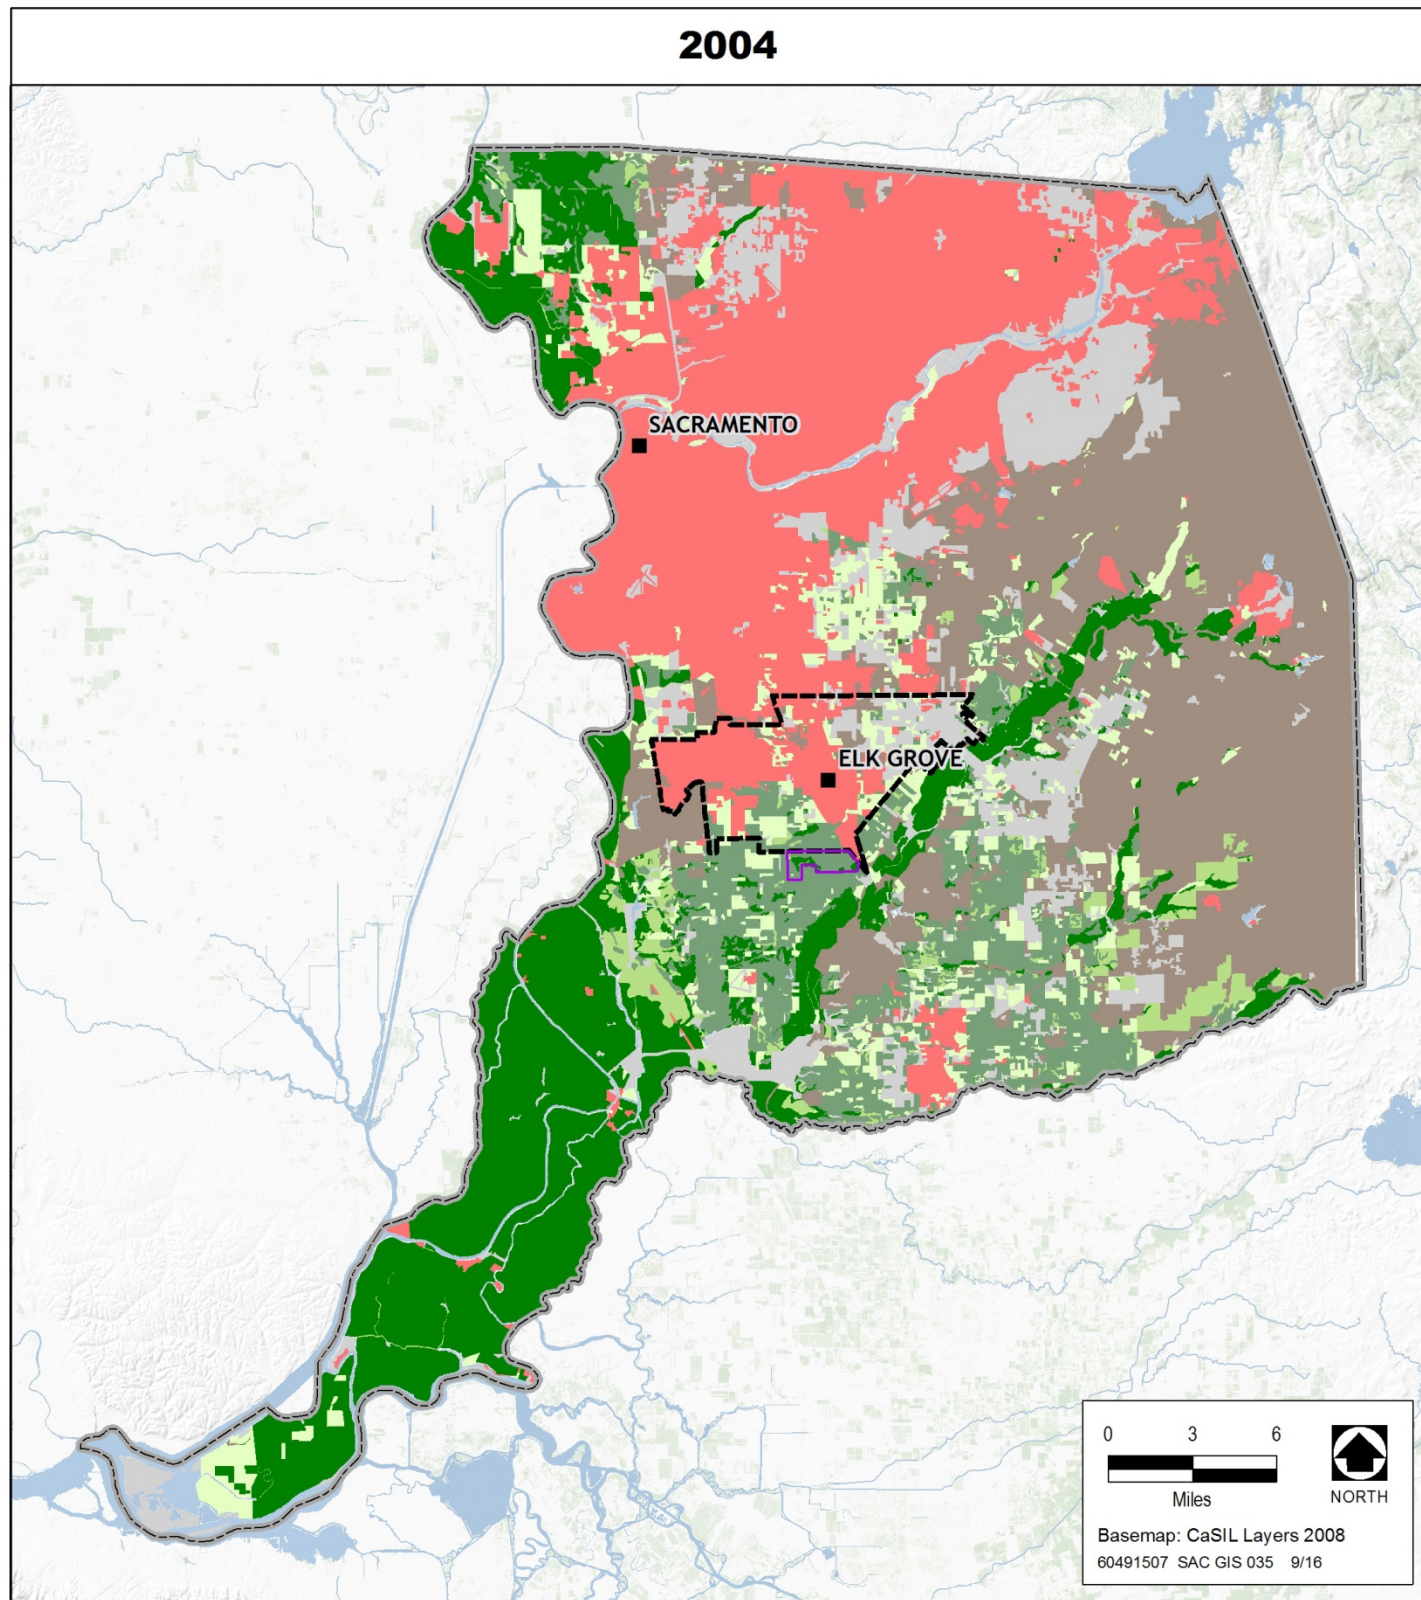 2004
SACRAMENTO
ELK GROVE
0 3 6
Miles
NORTH
Basemap: CaSIL Layers 2008
60491507 SAC GIS 035 9/16